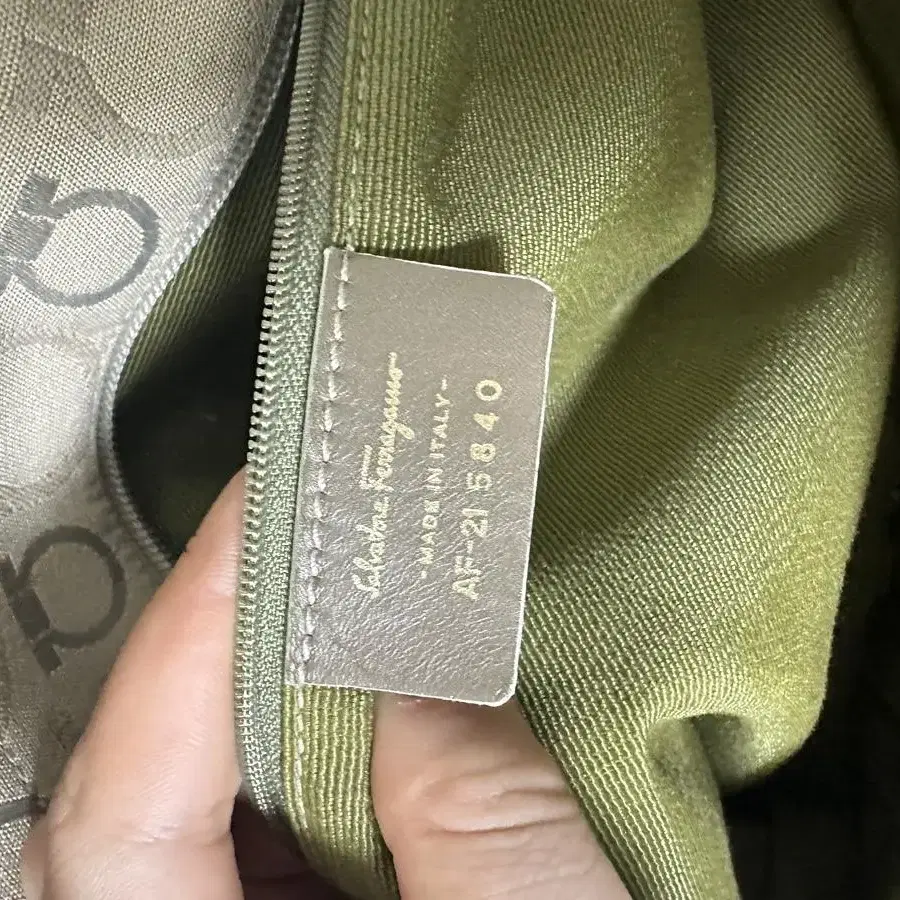 Salvatore Ferragamo
-MADE IN ITALY-
AF-21 5840